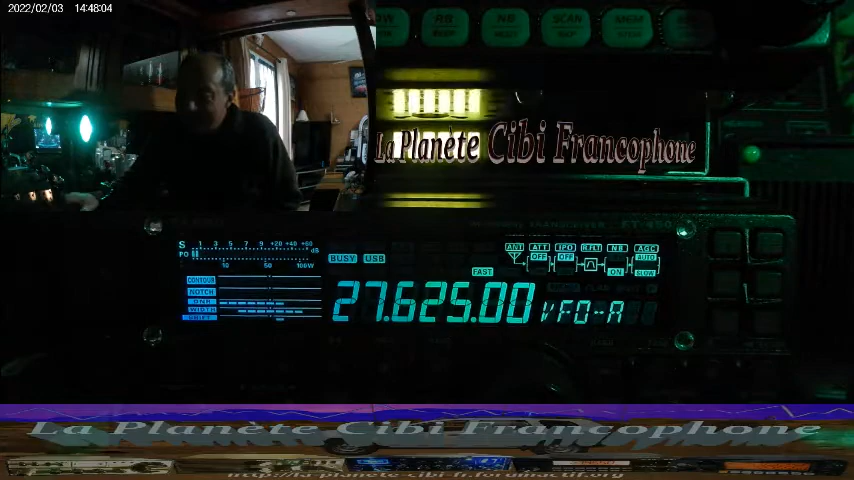 2022/02/03 14:48:04
NB
SCAN
MEM
La Planète Cibi Francophone
S 1 3 5 7 9 +20 +40 +60 dB
PO
10 50 100W
BUSY USB
ANT ATT IPO R.FLT NB AGC
OFF OFF AUTO
ON SLOW
FAST
CONTOUR
NOTCH
DNR
WIDTH
SHIFT
27.625.00 VFO-A
La Planète Cibi Francophone
http://la-planete-cibi-fr.forumactif.org